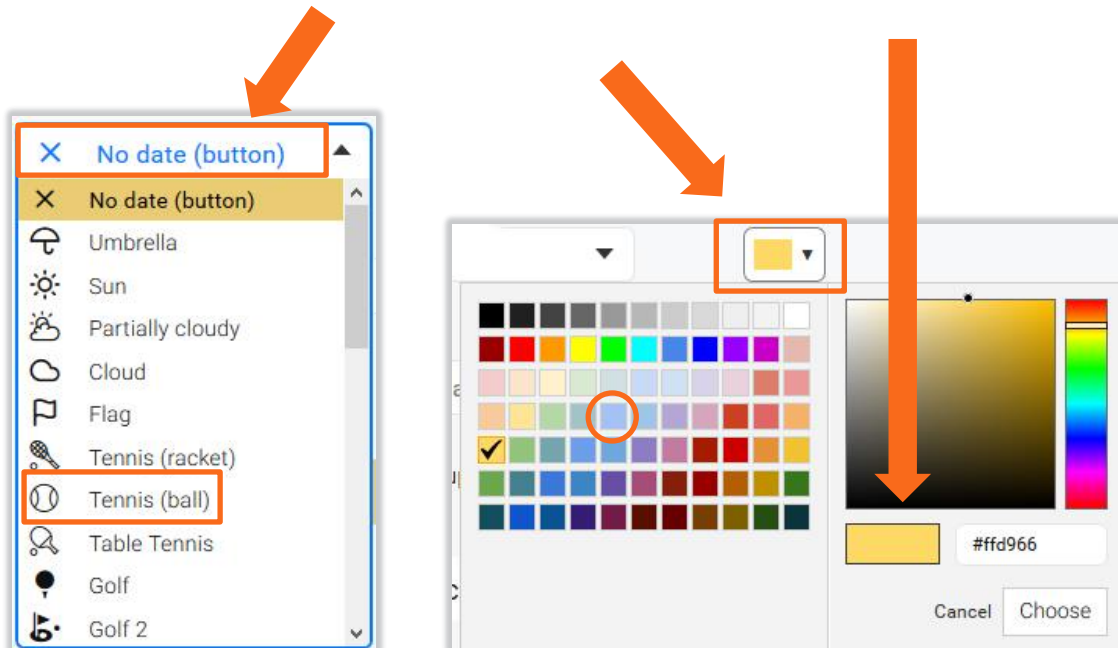 No date (button)
No date (button)
Umbrella
Sun
Partially cloudy
Cloud
Flag
Tennis (racket)
Tennis (ball)
Table Tennis
Golf
Golf 2
#ffd966
Cancel Choose